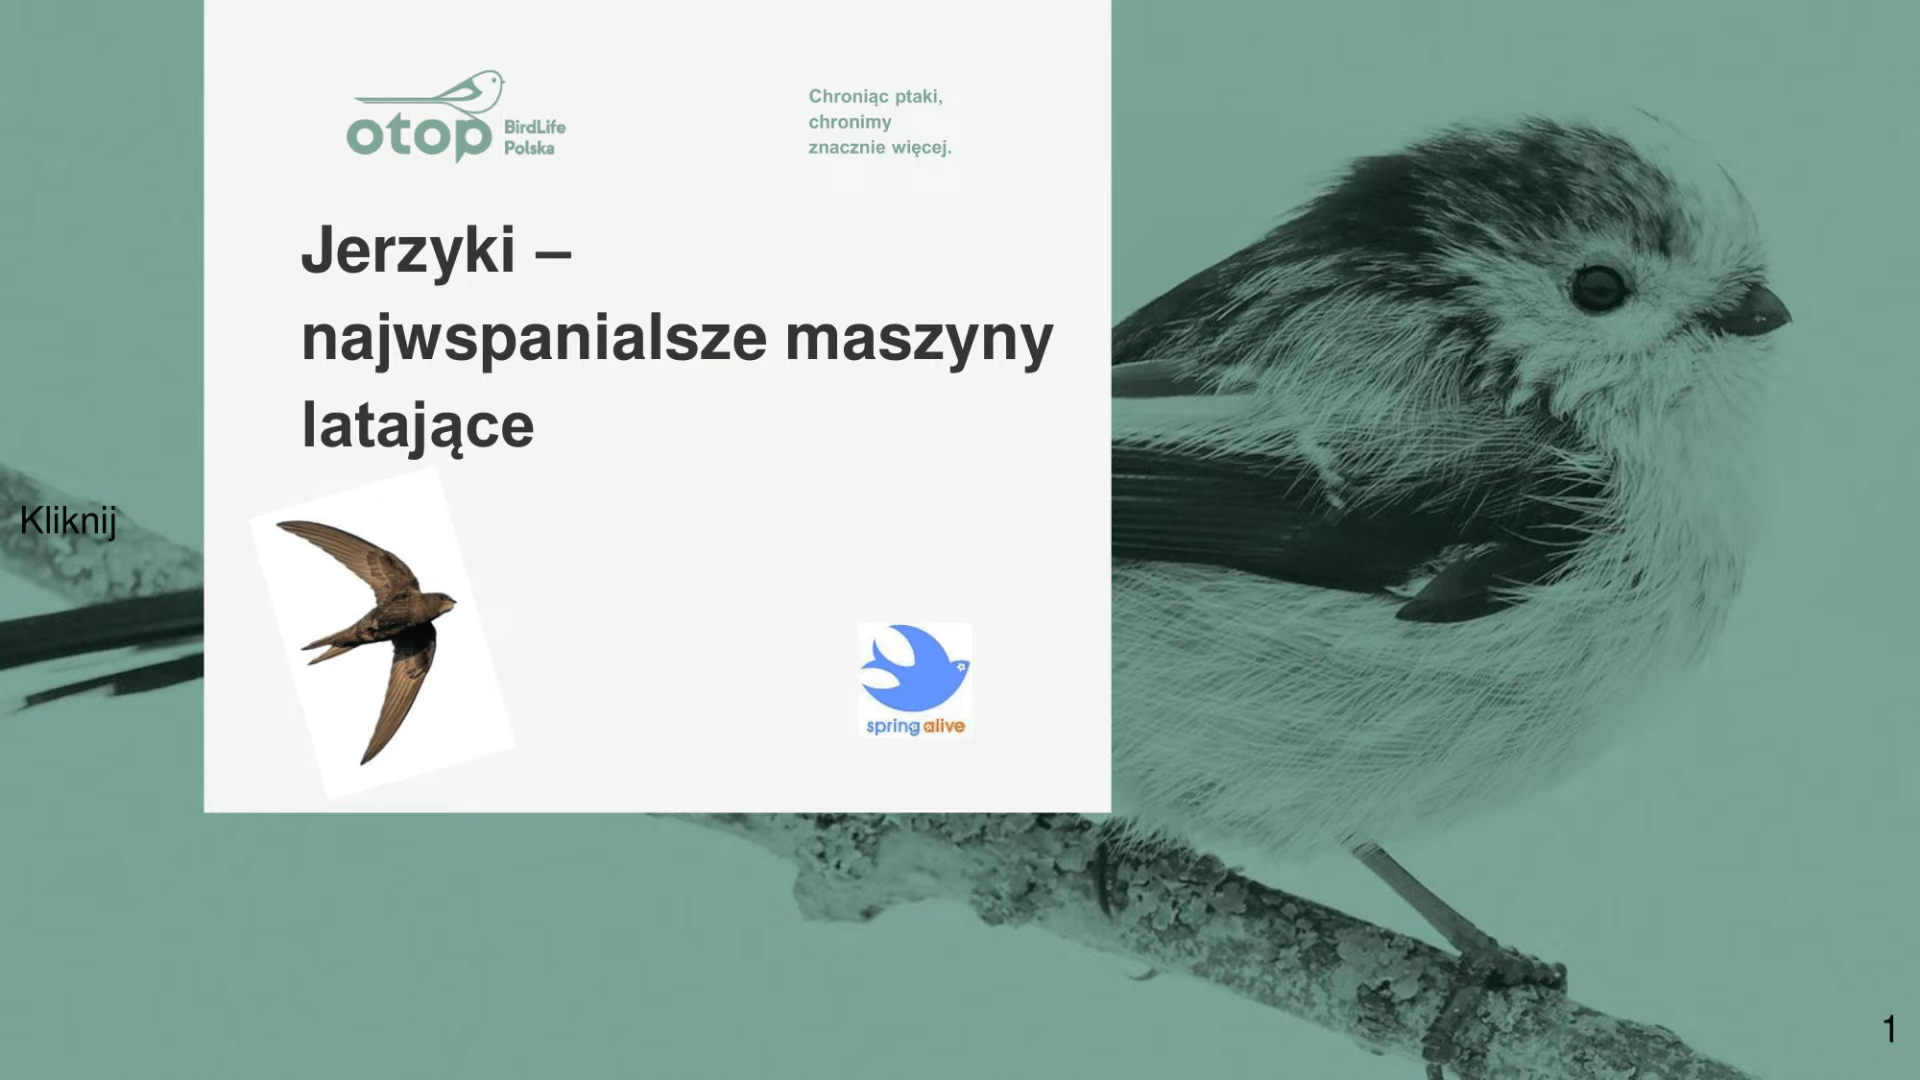 otop BirdLife
Polska
Chroniąc ptaki,
chronimy
znacznie więcej.
Jerzyki –
najwspanialsze maszyny
latające
Kliknij
spring alive
1